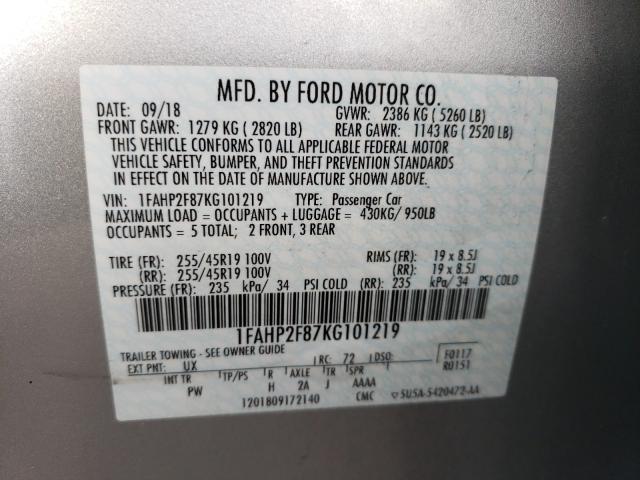 MFD. BY FORD MOTOR CO.
DATE: 09/18 GVWR: 2386 KG ( 5260 LB)
FRONT GAWR: 1279 KG ( 2820 LB) REAR GAWR: 1143 KG ( 2520 LB)
THIS VEHICLE CONFORMS TO ALL APPLICABLE FEDERAL MOTOR
VEHICLE SAFETY, BUMPER, AND THEFT PREVENTION STANDARDS
IN EFFECT ON THE DATE OF MANUFACTURE SHOWN ABOVE.
VIN: 1FAHP2F87KG101219 TYPE: Passenger Car
MAXIMUM LOAD = OCCUPANTS + LUGGAGE = 430KG/ 950LB
OCCUPANTS = 5 TOTAL; 2 FRONT, 3 REAR
TIRE (FR): 255/45R19 100V RIMS (FR): 19 x 8.5J
(RR): 255/45R19 100V (RR): 19 x 8.5J
PRESSURE (FR): 235 kPa/ 34 PSI COLD (RR): 235 kPa/ 34 PSI COLD
1FAHP2F87KG101219
TRAILER TOWING - SEE OWNER GUIDE
EXT PNT: UX RC: 72 DSO: F0117
R0151
INT TR TP/PS R AXLE TR SPR
PW H 2A J AAAA
1201809172140 CMC 5U5A-5420472-AA